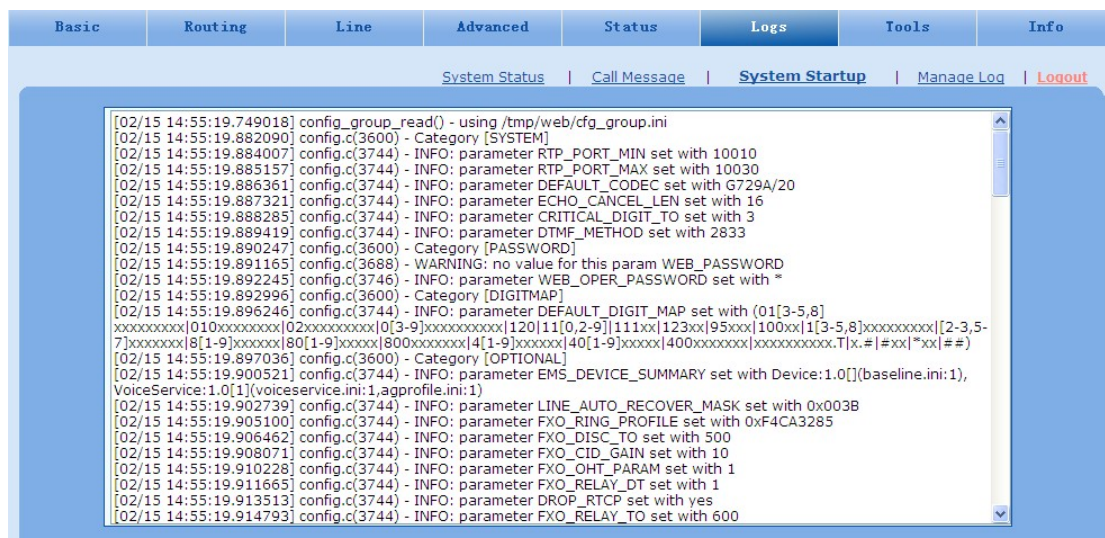 Basic Routing Line Advanced Status Logs Tools Info
System Status | Call Message | System Startup | Manage Log | Logout
[02/15 14:55:19.749018] config_group_read() - using /tmp/web/cfg_group.ini
[02/15 14:55:19.882090] config.c(3600) - Category [SYSTEM]
[02/15 14:55:19.884007] config.c(3744) - INFO: parameter RTP_PORT_MIN set with 10010
[02/15 14:55:19.885157] config.c(3744) - INFO: parameter RTP_PORT_MAX set with 10030
[02/15 14:55:19.886361] config.c(3744) - INFO: parameter DEFAULT_CODEC set with G729A/20
[02/15 14:55:19.887321] config.c(3744) - INFO: parameter ECHO_CANCEL_LEN set with 16
[02/15 14:55:19.888285] config.c(3744) - INFO: parameter CRITICAL_DIGIT_TO set with 3
[02/15 14:55:19.889419] config.c(3744) - INFO: parameter DTMF_METHOD set with 2833
[02/15 14:55:19.890247] config.c(3600) - Category [PASSWORD]
[02/15 14:55:19.891165] config.c(3688) - WARNING: no value for this param WEB_PASSWORD
[02/15 14:55:19.892245] config.c(3746) - INFO: parameter WEB_OPER_PASSWORD set with *
[02/15 14:55:19.892996] config.c(3600) - Category [DIGITMAP]
[02/15 14:55:19.896246] config.c(3744) - INFO: parameter DEFAULT_DIGIT_MAP set with (01[3-5,8]
xxxxxxxxx|010xxxxxxxx|02xxxxxxxxx|0[3-9]xxxxxxxxxx|120|11[0,2-9]|111xx|123xx|95xxx|100xx|1[3-5,8]xxxxxxxxx|[2-3,5-
7]xxxxxxx|8[1-9]xxxxxx|80[1-9]xxxxx|800xxxxxxx|4[1-9]xxxxxx|40[1-9]xxxxx|400xxxxxxx|xxxxxxxxxx.T|x.#|#xx|*xx|##)
[02/15 14:55:19.897036] config.c(3600) - Category [OPTIONAL]
[02/15 14:55:19.900521] config.c(3744) - INFO: parameter EMS_DEVICE_SUMMARY set with Device:1.0[](baseline.ini:1),
VoiceService:1.0[1](voiceservice.ini:1,agprofile.ini:1)
[02/15 14:55:19.902739] config.c(3744) - INFO: parameter LINE_AUTO_RECOVER_MASK set with 0x003B
[02/15 14:55:19.905100] config.c(3744) - INFO: parameter FXO_RING_PROFILE set with 0xF4CA3285
[02/15 14:55:19.906462] config.c(3744) - INFO: parameter FXO_DISC_TO set with 500
[02/15 14:55:19.908071] config.c(3744) - INFO: parameter FXO_CID_GAIN set with 10
[02/15 14:55:19.910228] config.c(3744) - INFO: parameter FXO_OHT_PARAM set with 1
[02/15 14:55:19.911665] config.c(3744) - INFO: parameter FXO_RELAY_DT set with 1
[02/15 14:55:19.913513] config.c(3744) - INFO: parameter DROP_RTCP set with yes
[02/15 14:55:19.914793] config.c(3744) - INFO: parameter FXO_RELAY_TO set with 600